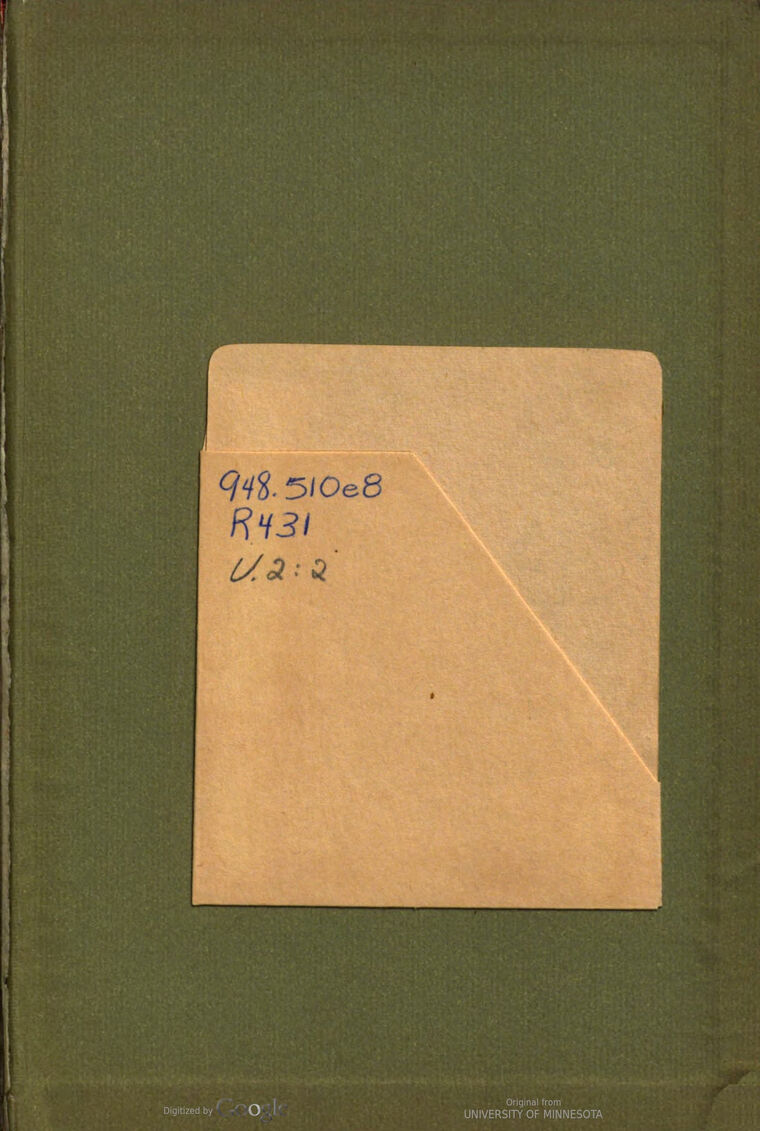 948.510e8
R431
V.2:2
Digitized by Google
Original from
UNIVERSITY OF MINNESOTA